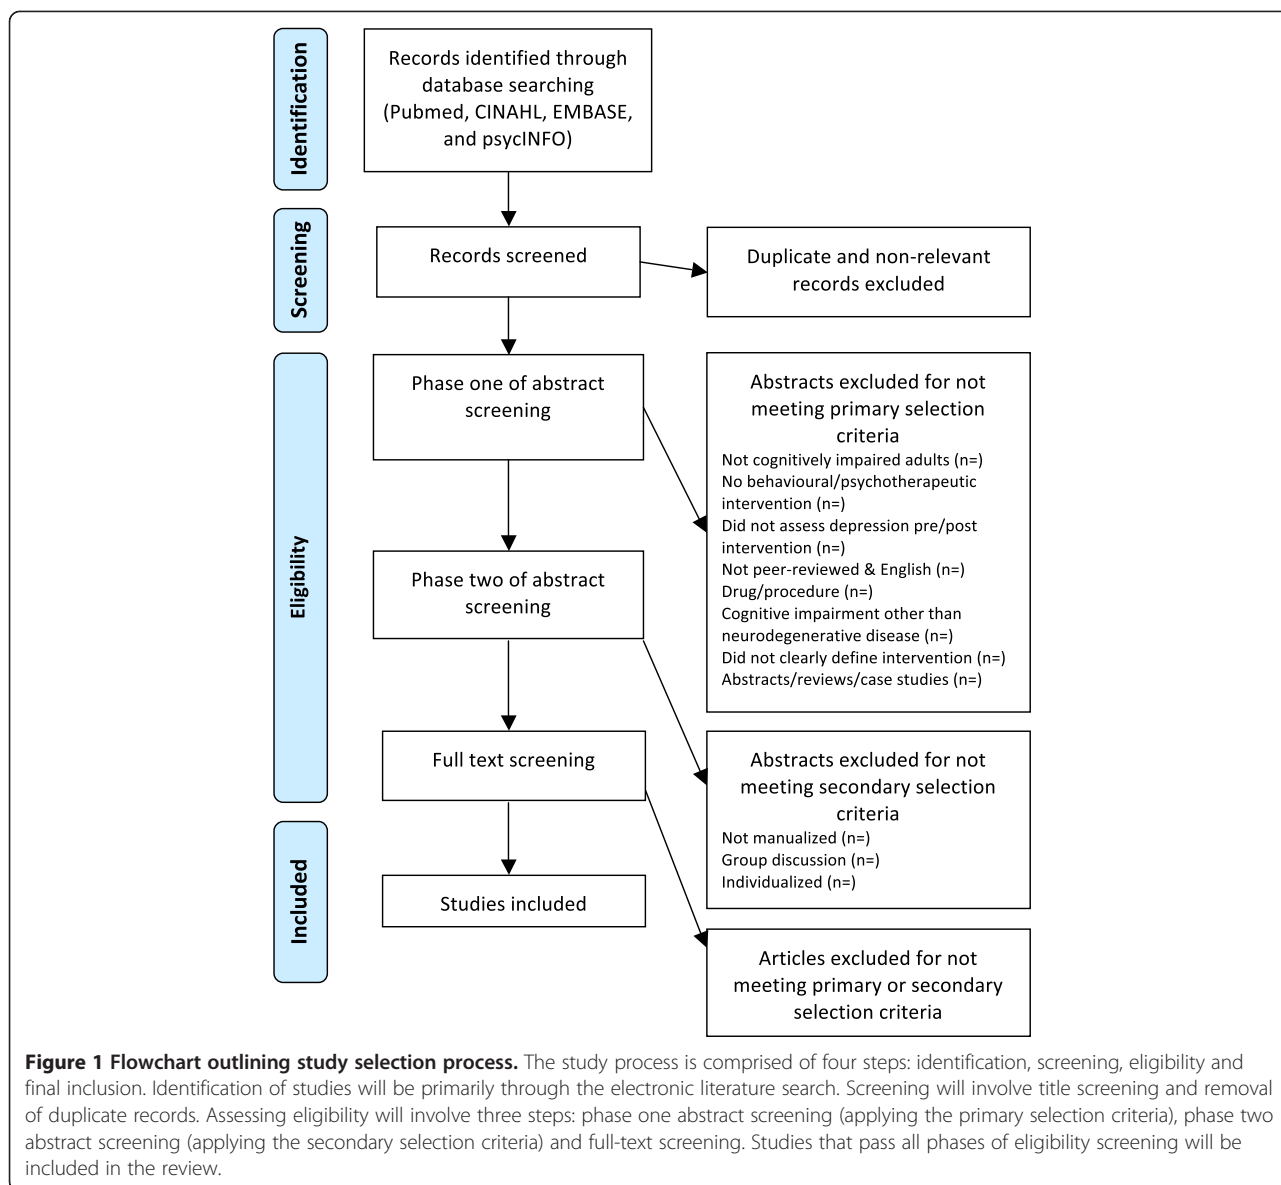 Identification
Records identified through
database searching
(Pubmed, CINAHL, EMBASE,
and psycINFO)
Screening
Records screened
Duplicate and non-relevant
records excluded
Eligibility
Phase one of abstract
screening
Abstracts excluded for not
meeting primary selection
criteria
Not cognitively impaired adults (n=)
No behavioural/psychotherapeutic
intervention (n=)
Did not assess depression pre/post
intervention (n=)
Not peer-reviewed & English (n=)
Drug/procedure (n=)
Cognitive impairment other than
neurodegenerative disease (n=)
Did not clearly define intervention (n=)
Abstracts/reviews/case studies (n=)
Phase two of abstract
screening
Abstracts excluded for not
meeting secondary selection
criteria
Not manualized (n=)
Group discussion (n=)
Individualized (n=)
Full text screening
Articles excluded for not
meeting primary or secondary
selection criteria
Included
Studies included
Figure 1 Flowchart outlining study selection process. The study process is comprised of four steps: identification, screening, eligibility and
final inclusion. Identification of studies will be primarily through the electronic literature search. Screening will involve title screening and removal
of duplicate records. Assessing eligibility will involve three steps: phase one abstract screening (applying the primary selection criteria), phase two
abstract screening (applying the secondary selection criteria) and full-text screening. Studies that pass all phases of eligibility screening will be
included in the review.